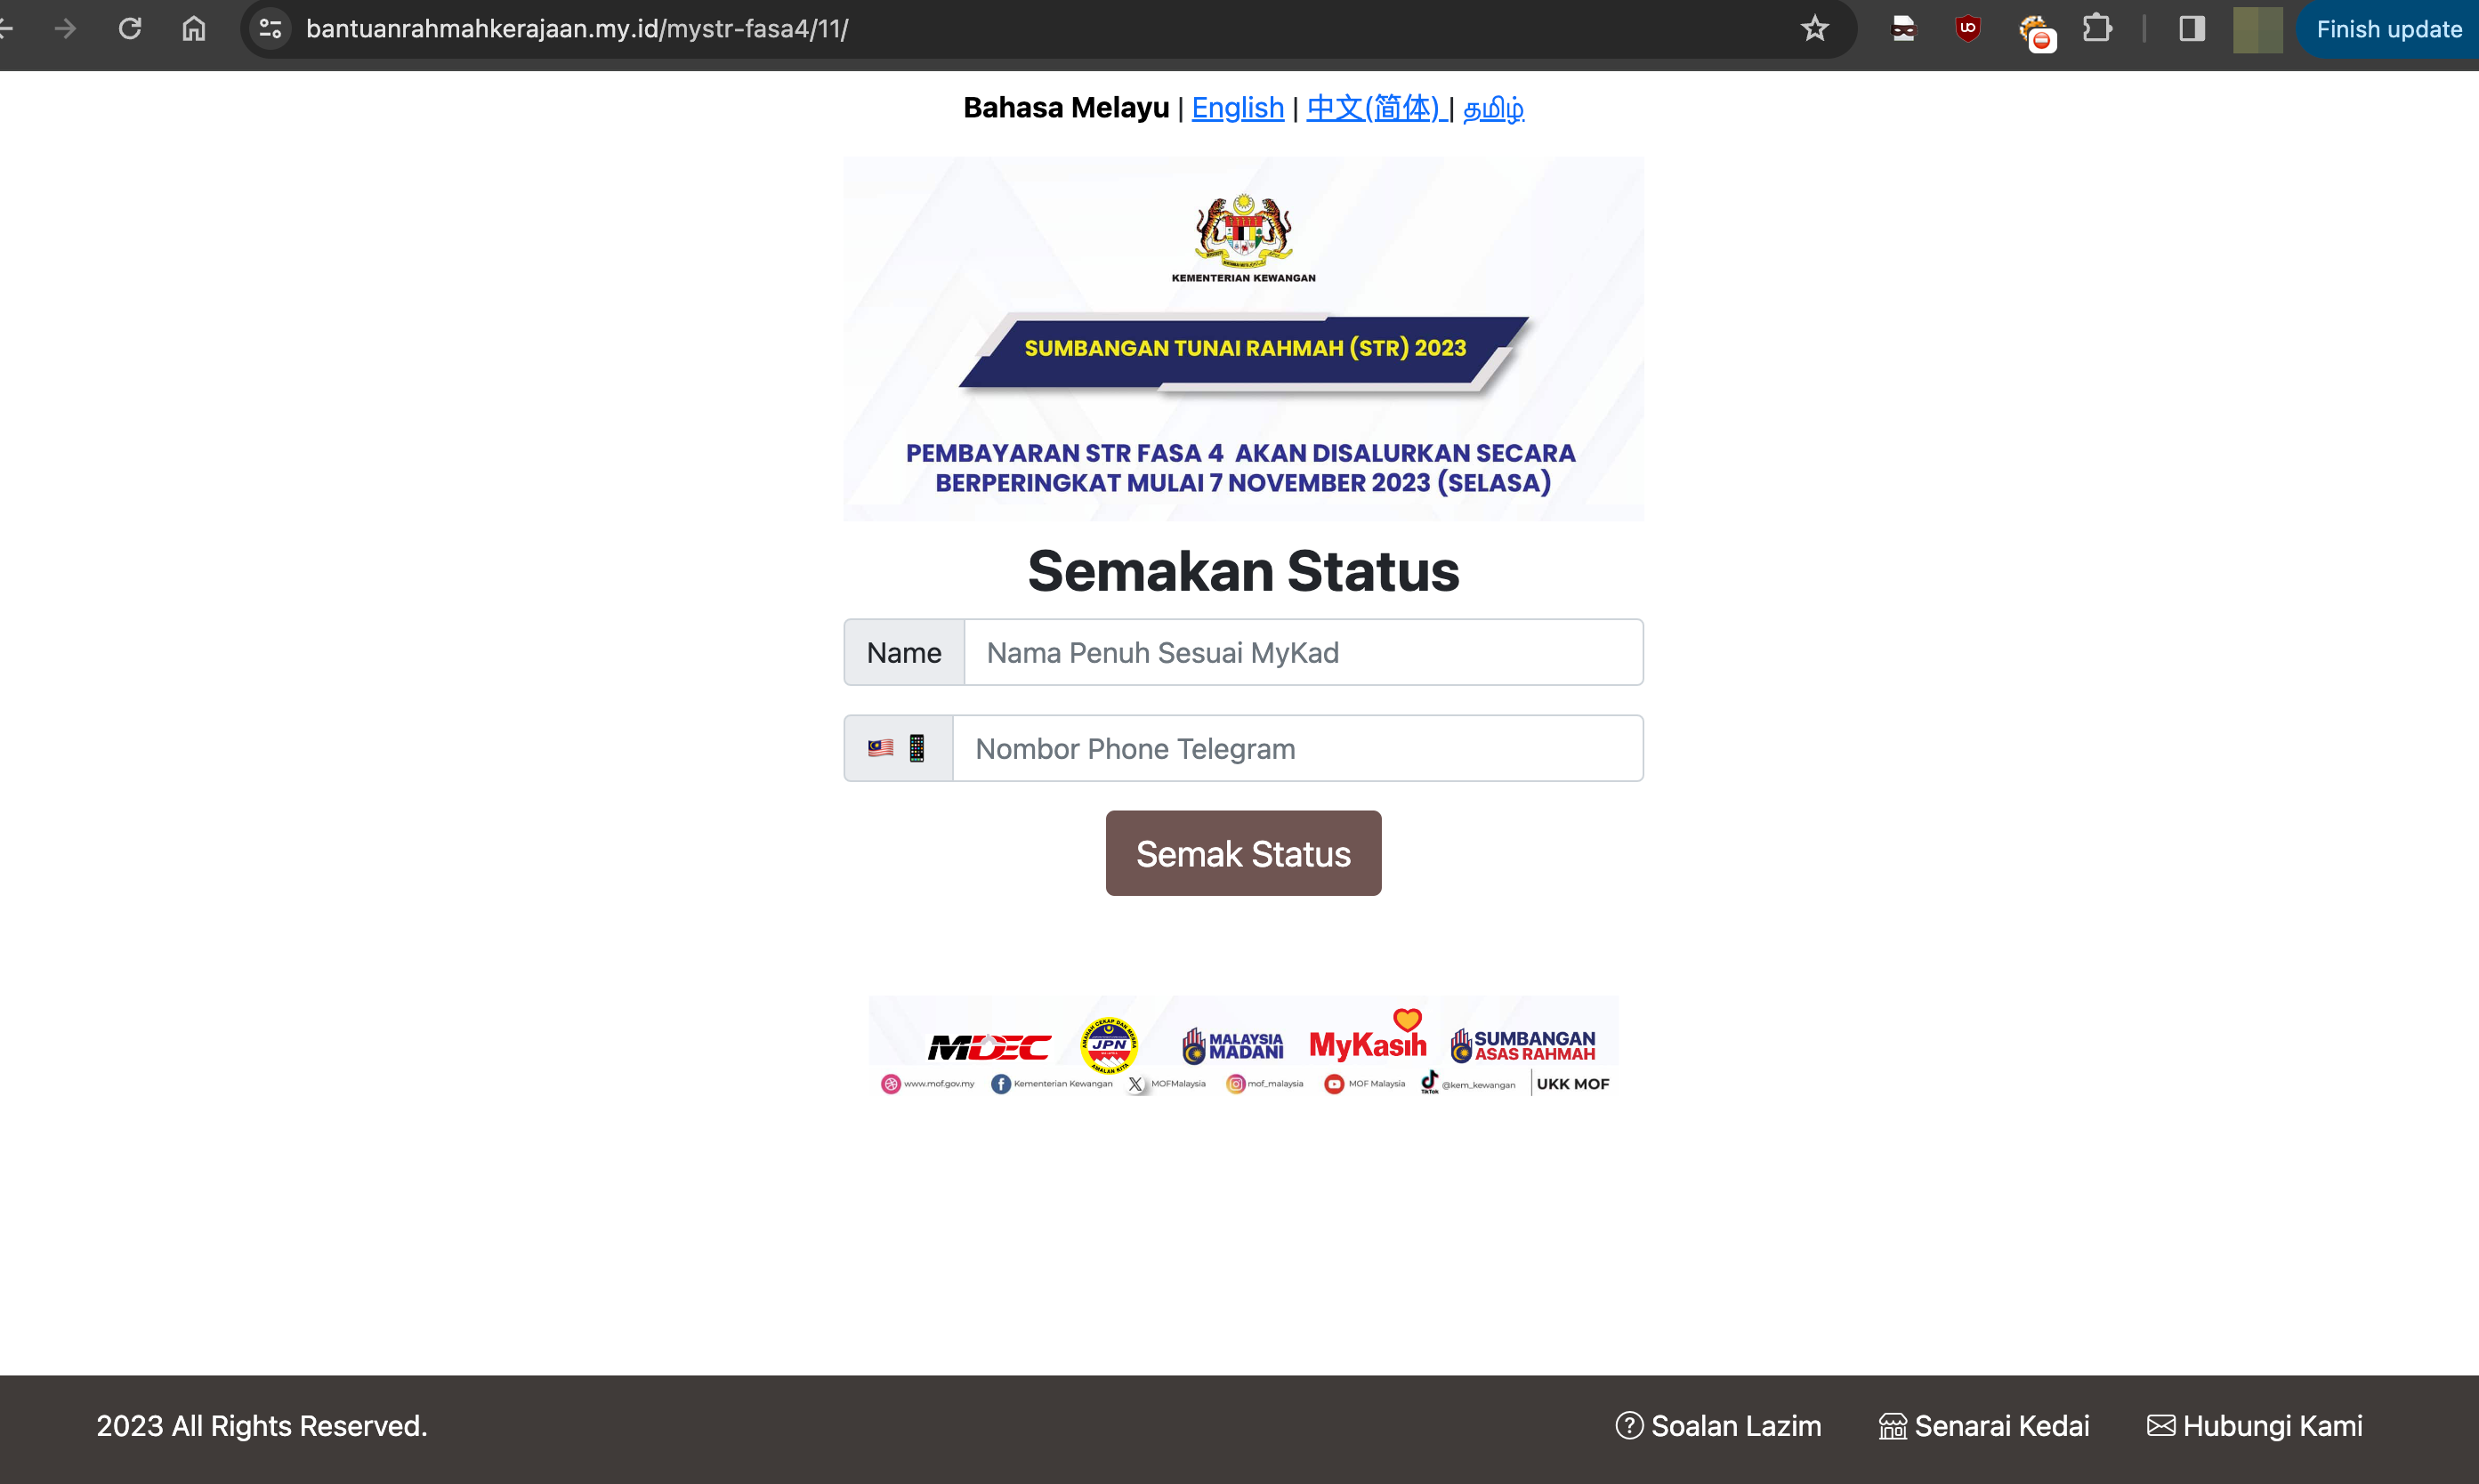 bantuanrahmahkerajaan.my.id/mystr-fasa4/11/
Finish update
Bahasa Melayu | English | 中文(简体) | தமிழ்
KEMENTERIAN KEWANGAN
SUMBANGAN TUNAI RAHMAH (STR) 2023
PEMBAYARAN STR FASA 4 AKAN DISALURKAN SECARA
BERPERINGKAT MULAI 7 NOVEMBER 2023 (SELASA)
Semakan Status
Name Nama Penuh Sesuai MyKad
Nombor Phone Telegram
Semak Status
MDEC JPN MALAYSIA MADANI MyKasih SUMBANGAN ASAS RAHMAH
www.mof.gov.my Kementerian Kewangan MOFMalaysia mof_malaysia MOF Malaysia TikTok @kem_kewangan UKK MOF
2023 All Rights Reserved. Soalan Lazim Senarai Kedai Hubungi Kami